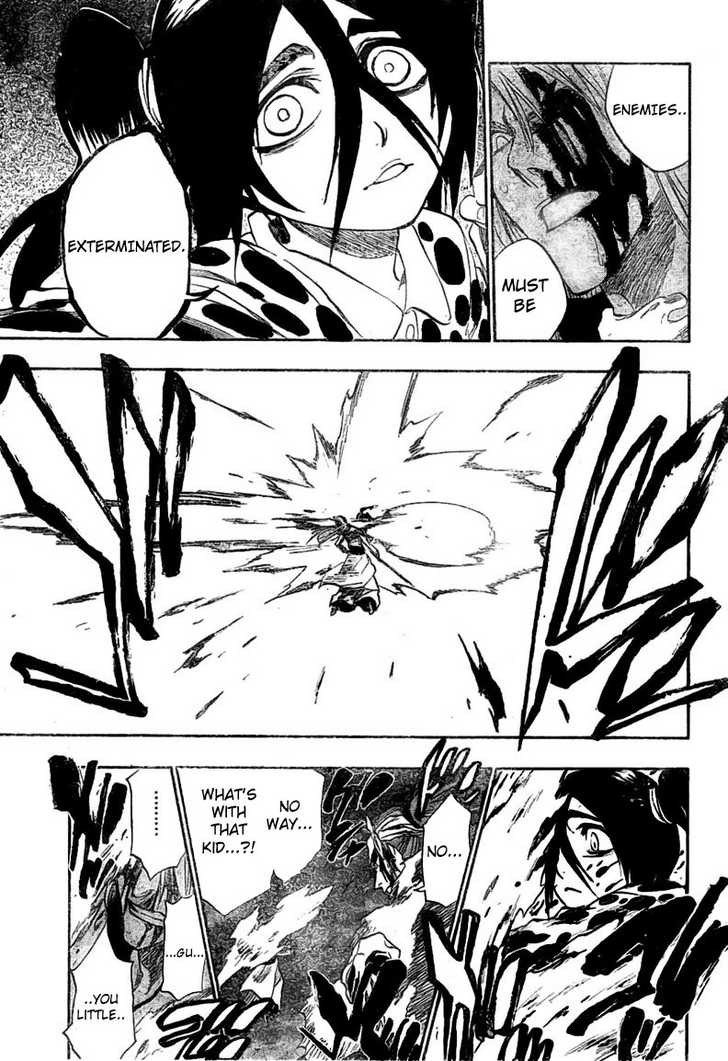 ENEMIES..
MUST
BE
EXTERMINATED.
NO...
NO
WAY...
WHAT'S
WITH
THAT
KID...?!
.........
...GU...
..YOU
LITTLE..